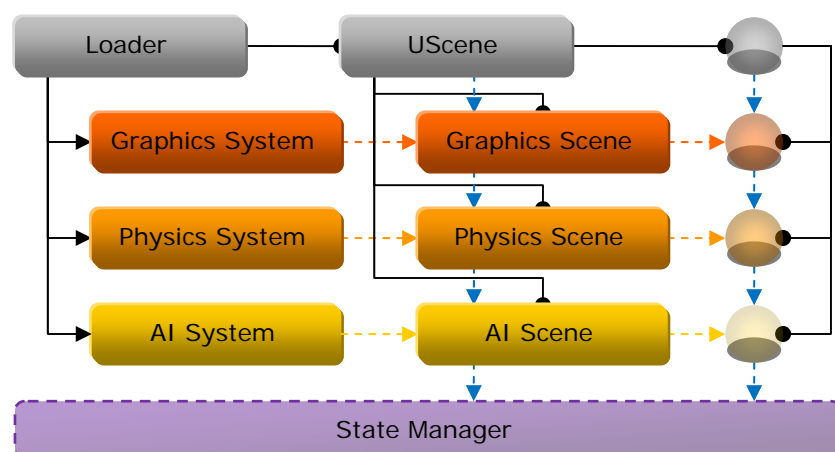 Loader
UScene
Graphics System
Graphics Scene
Physics System
Physics Scene
AI System
AI Scene
State Manager